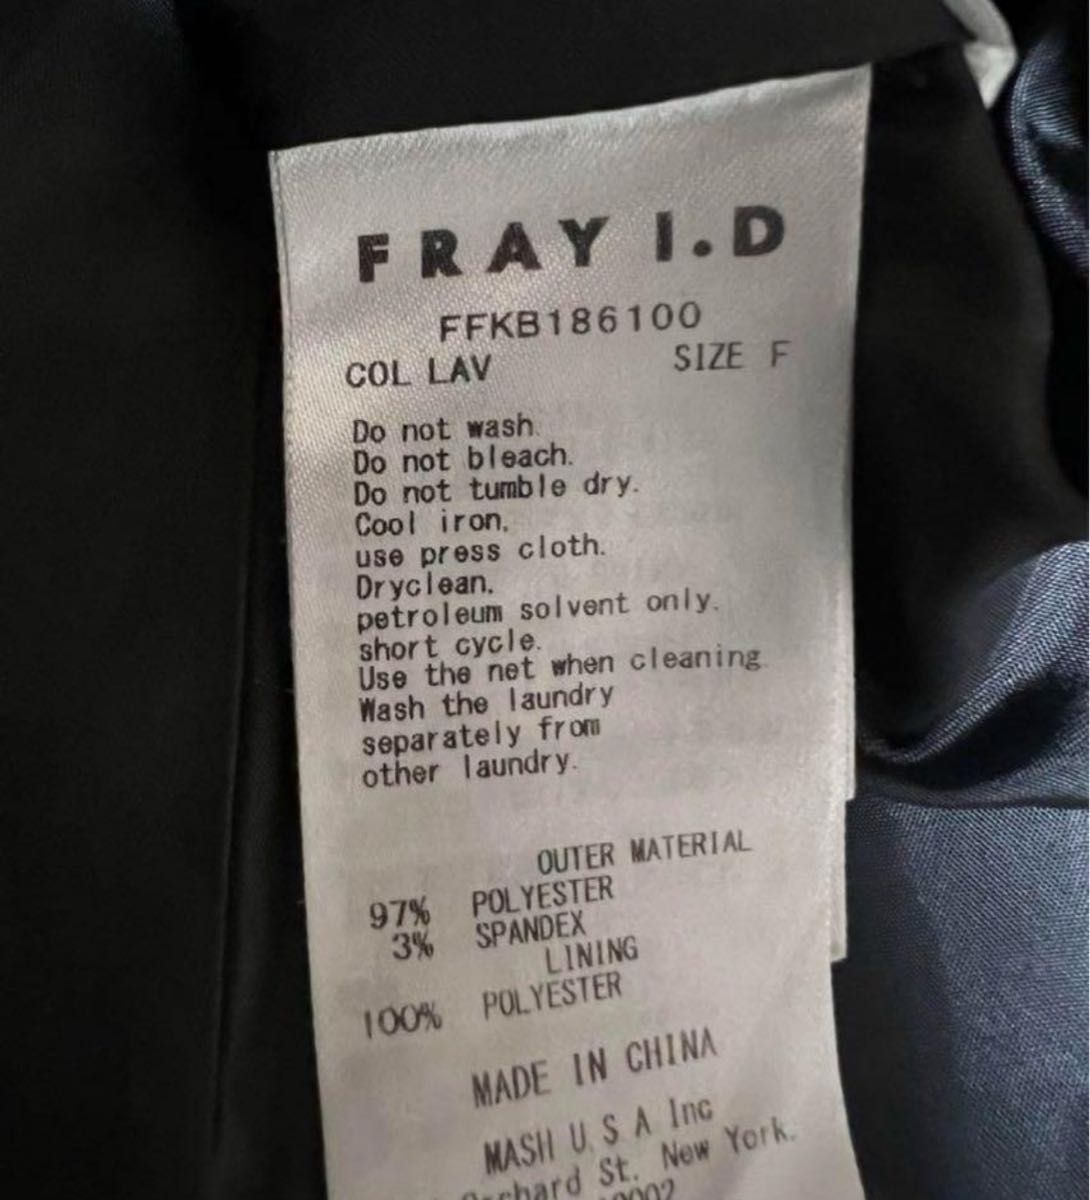 FRAY I.D
FFKB186100
COL LAV SIZE F
Do not wash.
Do not bleach.
Do not tumble dry.
Cool iron.
use press cloth.
Dryclean.
petroleum solvent only.
short cycle.
Use the net when cleaning.
Wash the laundry
separately from
other laundry.
OUTER MATERIAL
97% POLYESTER
3% SPANDEX
LINING
100% POLYESTER
MADE IN CHINA
MASH U.S A Inc
St. New York.